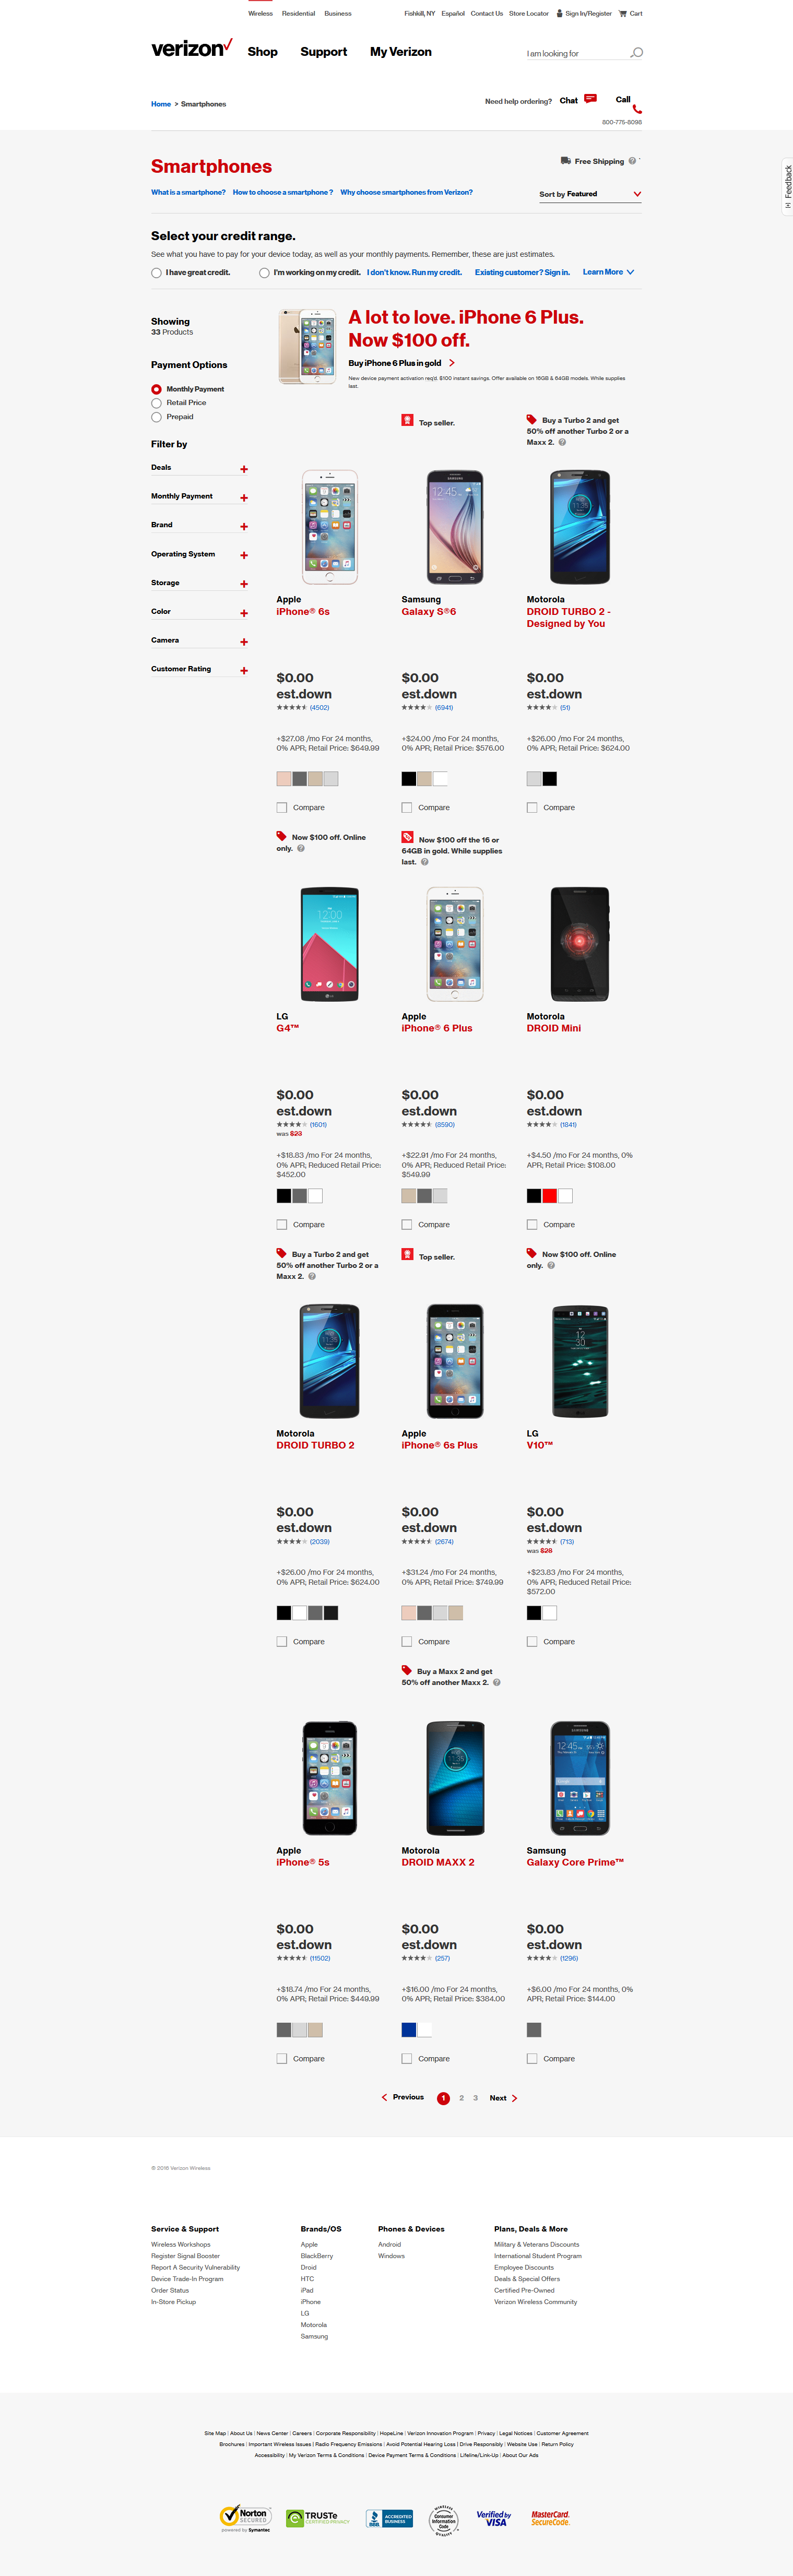 Wireless Residential Business
Fishkill, NY Español Contact Us Store Locator Sign In/Register Cart
verizon
Shop Support My Verizon
I am looking for
Home > Smartphones
Need help ordering? Chat Call
800-775-8098
Feedback
Smartphones
Free Shipping
What is a smartphone? How to choose a smartphone ? Why choose smartphones from Verizon?
Sort by Featured
Select your credit range.
See what you have to pay for your device today, as well as your monthly payments. Remember, these are just estimates.
I have great credit. I'm working on my credit. I don't know. Run my credit. Existing customer? Sign in. Learn More
Showing
33 Products
Payment Options
Monthly Payment
Retail Price
Prepaid
Filter by
Deals
Monthly Payment
Brand
Operating System
Storage
Color
Camera
Customer Rating
A lot to love. iPhone 6 Plus.
Now $100 off.
Buy iPhone 6 Plus in gold
New device payment activation req'd. $100 instant savings. Offer available on 16GB & 64GB models. While supplies
last.
Apple
iPhone® 6s
$0.00
est.down
(4502)
+$27.08 /mo For 24 months,
0% APR; Retail Price: $649.99
Compare
Top seller.
Samsung
Galaxy S®6
$0.00
est.down
(6941)
+$24.00 /mo For 24 months,
0% APR; Retail Price: $576.00
Compare
Buy a Turbo 2 and get
50% off another Turbo 2 or a
Maxx 2.
Motorola
DROID TURBO 2 -
Designed by You
$0.00
est.down
(51)
+$26.00 /mo For 24 months,
0% APR; Retail Price: $624.00
Compare
Now $100 off. Online
only.
LG
G4™
$0.00
est.down
(1601)
was $23
+$18.83 /mo For 24 months,
0% APR; Reduced Retail Price:
$452.00
Compare
Now $100 off the 16 or
64GB in gold. While supplies
last.
Apple
iPhone® 6 Plus
$0.00
est.down
(8590)
+$22.91 /mo For 24 months,
0% APR; Reduced Retail Price:
$549.99
Compare
Motorola
DROID Mini
$0.00
est.down
(1841)
+$4.50 /mo For 24 months, 0%
APR; Retail Price: $108.00
Compare
Buy a Turbo 2 and get
50% off another Turbo 2 or a
Maxx 2.
Motorola
DROID TURBO 2
$0.00
est.down
(2039)
+$26.00 /mo For 24 months,
0% APR; Retail Price: $624.00
Compare
Top seller.
Apple
iPhone® 6s Plus
$0.00
est.down
(2674)
+$31.24 /mo For 24 months,
0% APR; Retail Price: $749.99
Compare
Now $100 off. Online
only.
LG
V10™
$0.00
est.down
(713)
was $28
+$23.83 /mo For 24 months,
0% APR; Reduced Retail Price:
$572.00
Compare
Apple
iPhone® 5s
$0.00
est.down
(11502)
+$18.74 /mo For 24 months,
0% APR; Retail Price: $449.99
Compare
Buy a Maxx 2 and get
50% off another Maxx 2.
Motorola
DROID MAXX 2
$0.00
est.down
(257)
+$16.00 /mo For 24 months,
0% APR; Retail Price: $384.00
Compare
Samsung
Galaxy Core Prime™
$0.00
est.down
(1296)
+$6.00 /mo For 24 months, 0%
APR; Retail Price: $144.00
Compare
Previous 1 2 3 Next
© 2016 Verizon Wireless
Service & Support
Wireless Workshops
Register Signal Booster
Report A Security Vulnerability
Device Trade-In Program
Order Status
In-Store Pickup
Brands/OS
Apple
BlackBerry
Droid
HTC
iPad
iPhone
LG
Motorola
Samsung
Phones & Devices
Android
Windows
Plans, Deals & More
Military & Veterans Discounts
International Student Program
Employee Discounts
Deals & Special Offers
Certified Pre-Owned
Verizon Wireless Community
Site Map | About Us | News Center | Careers | Corporate Responsibility | HopeLine | Verizon Innovation Program | Privacy | Legal Notices | Customer Agreement
Brochures | Important Wireless Issues | Radio Frequency Emissions | Avoid Potential Hearing Loss | Drive Responsibly | Website Use | Return Policy
Accessibility | My Verizon Terms & Conditions | Device Payment Terms & Conditions | Lifeline/Link-Up | About Our Ads
Norton
SECURED
powered by Symantec
TRUSTe
CERTIFIED PRIVACY
BBB
ACCREDITED
BUSINESS
WIRELESS
Consumer
Information
Code
QUALITY
Verified by
VISA
MasterCard.
SecureCode.